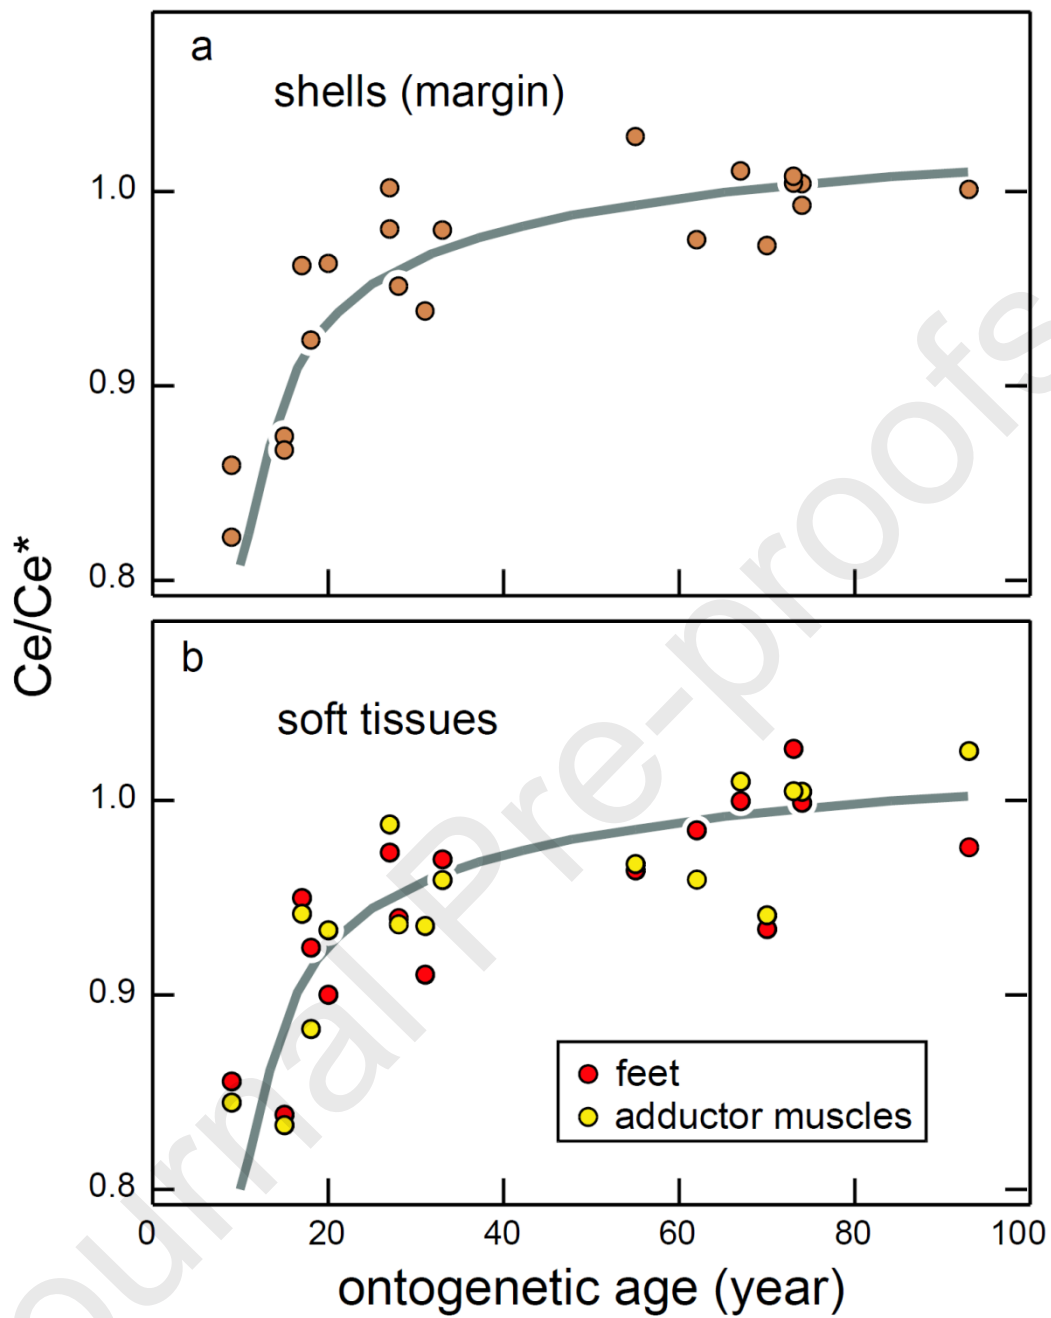 a
shells (margin)
1.0
0.9
0.8
Ce/Ce*
b
soft tissues
1.0
0.9
0.8
feet
adductor muscles
0 20 40 60 80 100
ontogenetic age (year)
Journal Pre-proofs